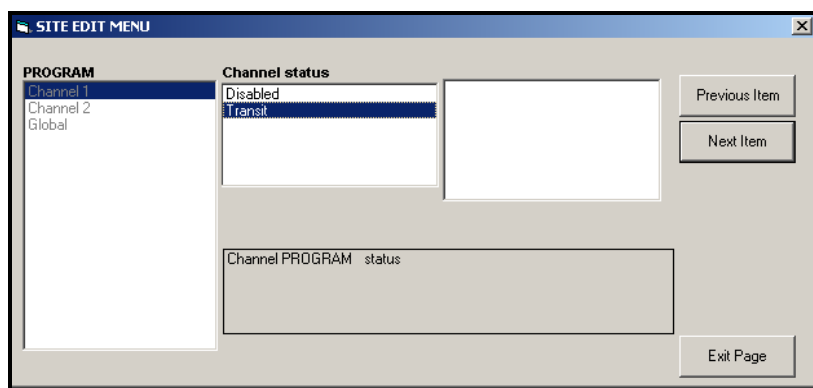 SITE EDIT MENU
PROGRAM
Channel 1
Channel 2
Global
Channel status
Disabled
Transit
Previous Item
Next Item
Channel PROGRAM status
Exit Page